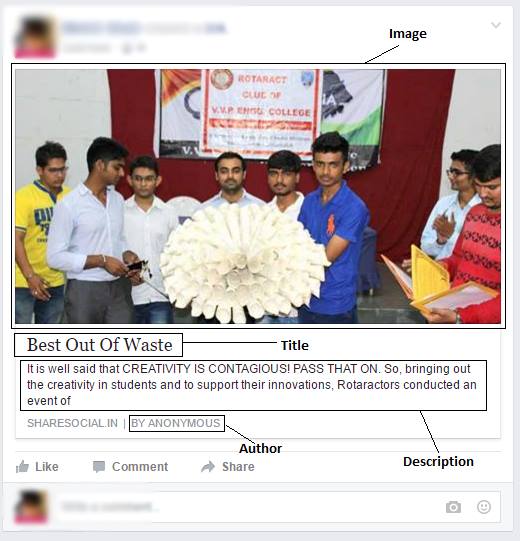 Image
ROTARACT
CLUB OF
V.V.P. ENGG. COLLEGE
Best Out Of Waste
Title
It is well said that CREATIVITY IS CONTAGIOUS! PASS THAT ON. So, bringing out
the creativity in students and to support their innovations, Rotaractors conducted an
event of
SHARESOCIAL.IN | BY ANONYMOUS
Author
Description
Like Comment Share